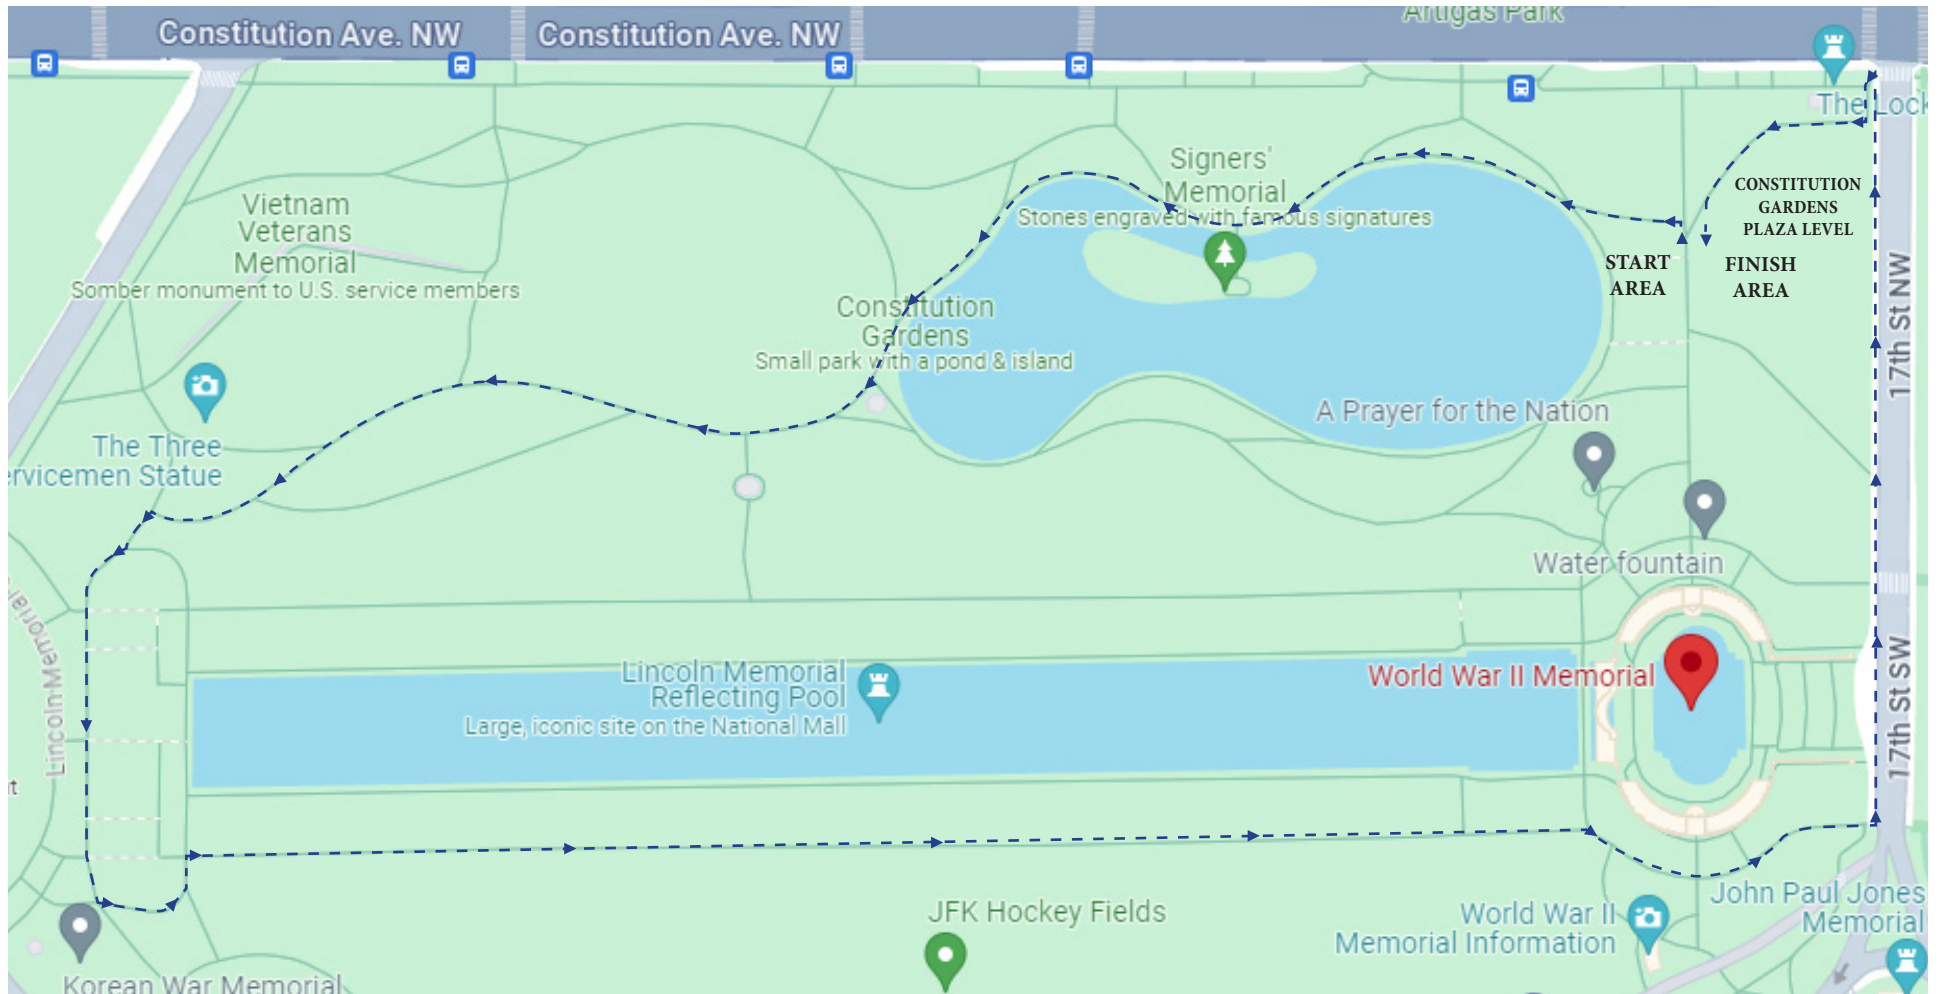 Artigas Park
Constitution Ave. NW
Constitution Ave. NW
The Lock
Signers'
Memorial
Stones engraved with famous signatures
CONSTITUTION
GARDENS
PLAZA LEVEL
Vietnam
Veterans
Memorial
Somber monument to U.S. service members
START
AREA
FINISH
AREA
Constitution
Gardens
Small park with a pond & island
17th St NW
A Prayer for the Nation
The Three
ervicemen Statue
Water fountain
Lincoln Memorial
Lincoln Memorial
Reflecting Pool
Large, iconic site on the National Mall
World War II Memorial
17th St SW
t
JFK Hockey Fields
World War II
Memorial Information
John Paul Jones
Memorial
Korean War Memorial